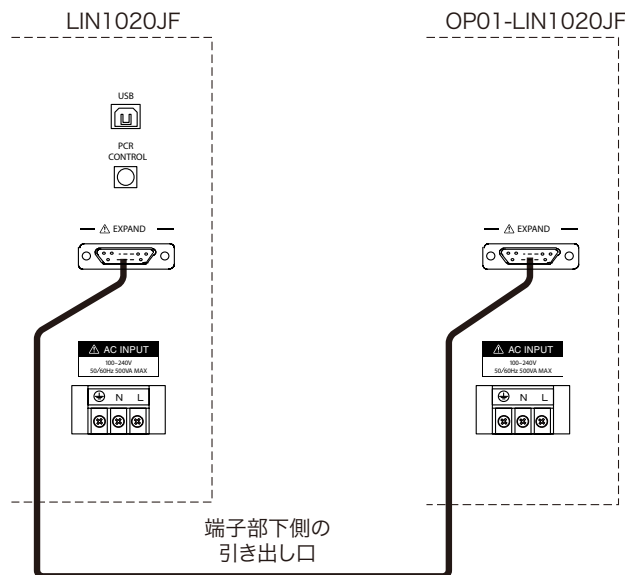 LIN1020JF
OP01-LIN1020JF
USB
PCR
CONTROL
⚠ EXPAND
⚠ EXPAND
⚠ AC INPUT
100–240V
50/60Hz 500VA MAX
N L
⚠ AC INPUT
100–240V
50/60Hz 500VA MAX
N L
端子部下側の
引き出し口